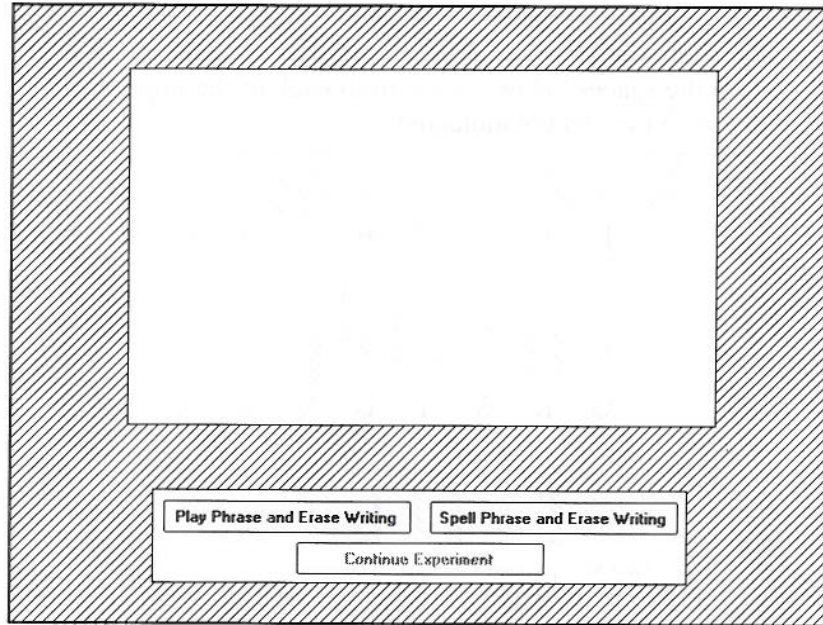 Play Phrase and Erase Writing Spell Phrase and Erase Writing
Continue Experiment